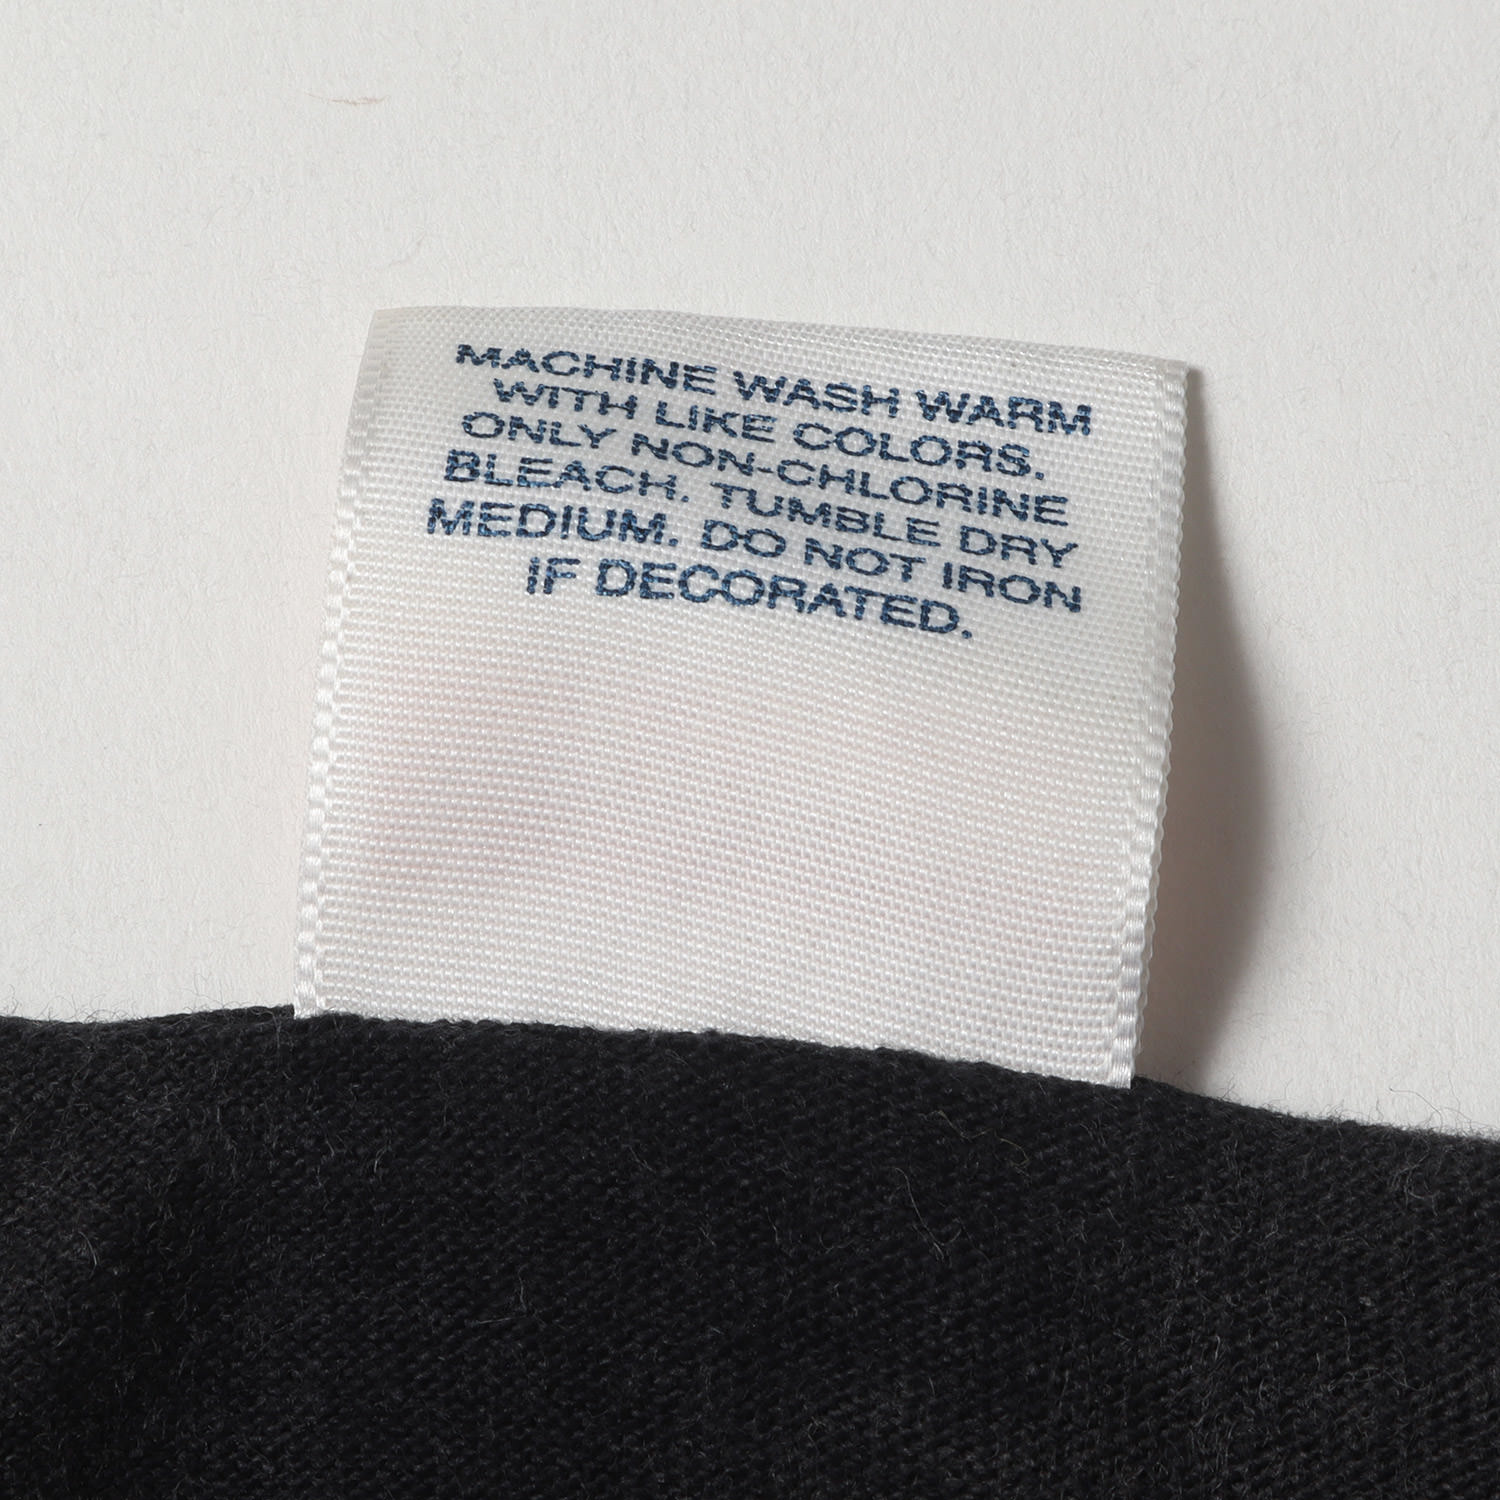 MACHINE WASH WARM
WITH LIKE COLORS.
ONLY NON-CHLORINE
BLEACH. TUMBLE DRY
MEDIUM. DO NOT IRON
IF DECORATED.